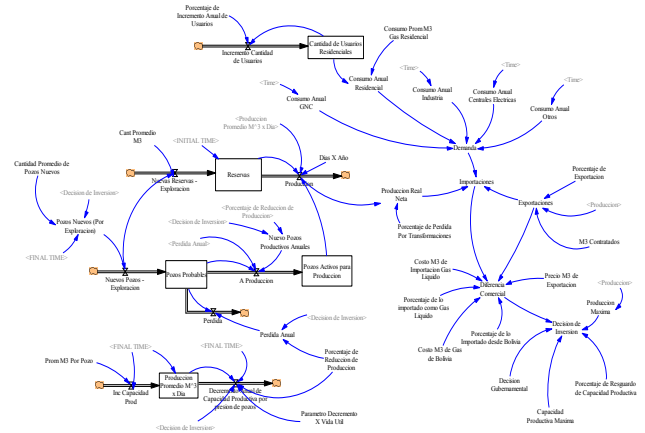 Porcentaje de
Incremento Anual de
Usuarios
Incremento Cantidad
de Usuarios
Cantidad de Usuarios
Residenciales
Consumo Prom M3
Gas Residencial
<Time>
Consumo Anual
GNC
Consumo Anual
Residencial
<Time>
Consumo Anual
Industria
<Time>
Consumo Anual
Centrales Electricas
<Time>
Consumo Anual
Otros
Demanda
<Produccion
Promedio M^3 x Dia>
Cant Promedio
M3
<INITIAL TIME>
Nuevas Reservas -
Exploracion
Reservas
Dias X Año
Produccion
Importaciones
Produccion Real
Neta
Porcentaje de Perdida
Por Transformaciones
Porcentaje de
Exportacion
Exportaciones
<Produccion>
M3 Contratados
Cantidad Promedio de
Pozos Nuevos
<Decision de Inversion>
Pozos Nuevos (Por
Exploracion)
<FINAL TIME>
Nuevos Pozos -
Exploracion
Pozos Probables
<Porcentaje de Reduccion de
Produccion>
<Decision de Inversion>
Nuevo Pozos
Productivos Anuales
<Perdida Anual>
A Produccion
Pozos Activos para
Produccion
Perdida
<Decision de Inversion>
Perdida Anual
Porcentaje de
Reduccion de
Produccion
Costo M3 de
Importacion Gas
Liquido
Diferencia
Comercial
Precio M3 de
Exportacion
Porcentaje de lo
importado como Gas
Liquido
Costo M3 de Gas
de Bolivia
Porcentaje de lo
Importado desde Bolivia
<Produccion>
Produccion
Maxima
Decision de
Inversion
Decision
Gubernamental
Capacidad
Productiva Maxima
Porcentaje de Resguardo
de Capacidad Productiva
<FINAL TIME>
<FINAL TIME>
Prom M3 Por Pozo
Inc Capacidad
Prod
Produccion
Promedio M^3
x Dia
Decremento Anual de
Capacidad Productiva por
presion de pozos
<Decision de Inversion>
Parametro Decremento
X Vida Util